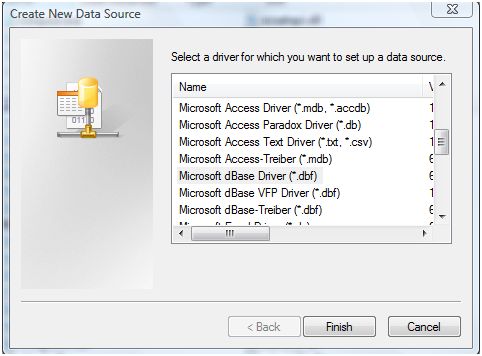 Create New Data Source
Select a driver for which you want to set up a data source.
Name V
Microsoft Access Driver (*.mdb, *.accdb) 1
Microsoft Access Paradox Driver (*.db) 1
Microsoft Access Text Driver (*.txt, *.csv) 1
Microsoft Access-Treiber (*.mdb) 6
Microsoft dBase Driver (*.dbf) 6
Microsoft dBase VFP Driver (*.dbf) 1
Microsoft dBase-Treiber (*.dbf) 6
< Back Finish Cancel